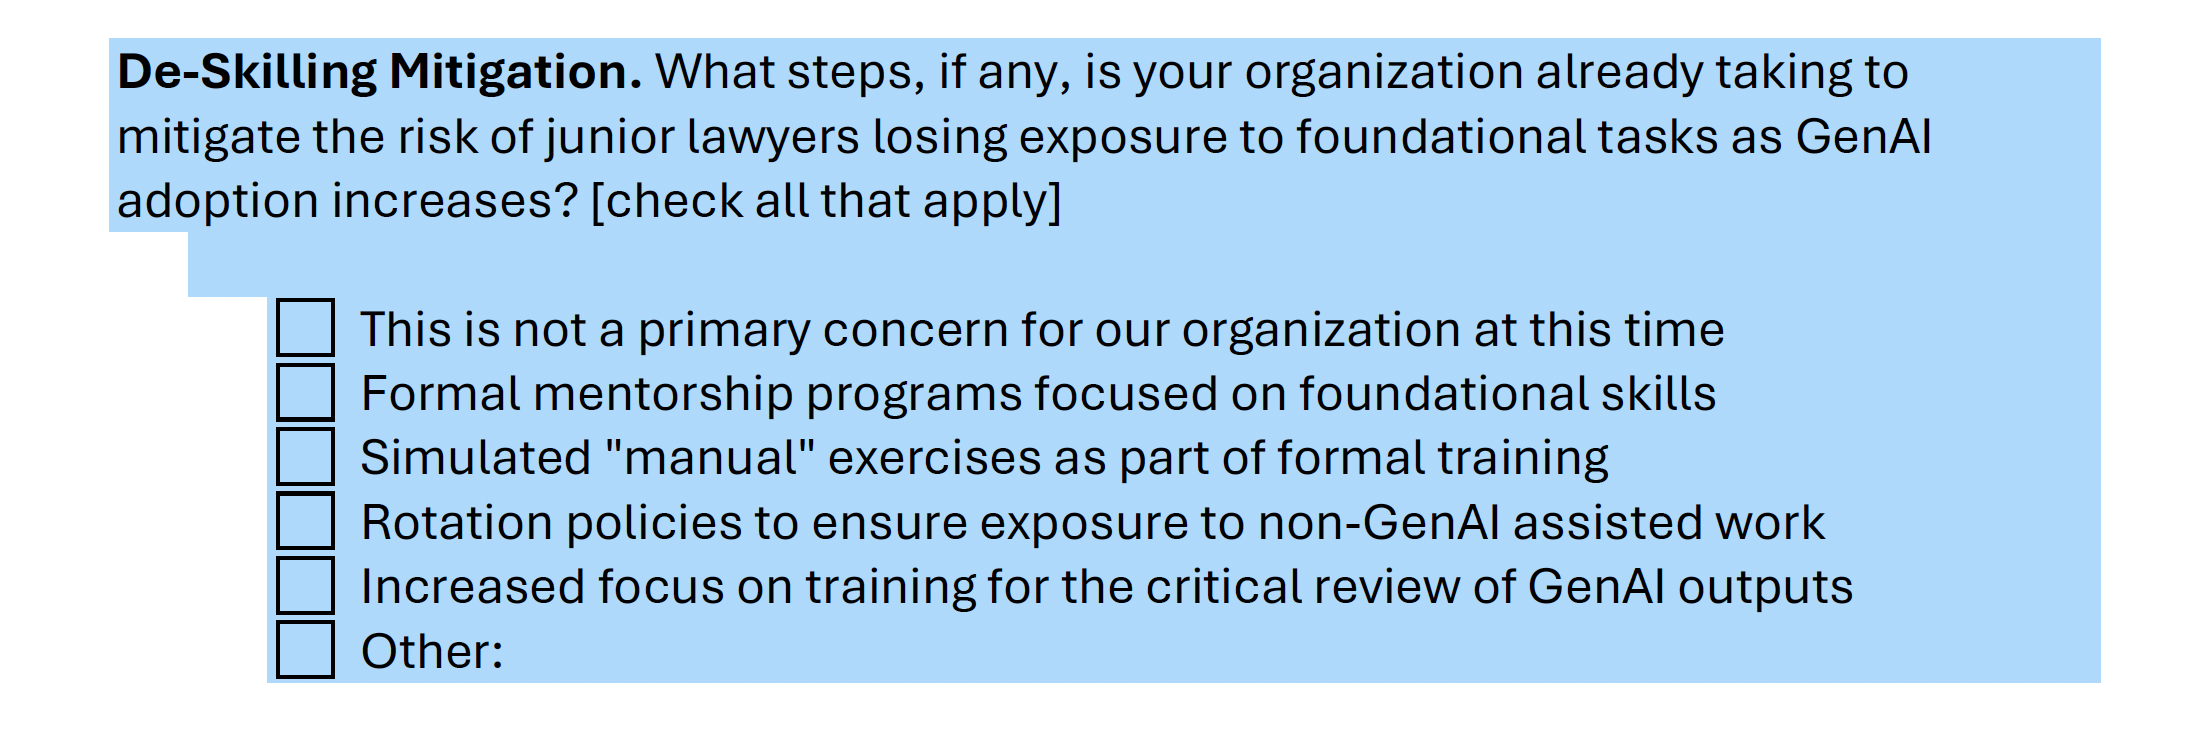 De-Skilling Mitigation. What steps, if any, is your organization already taking to
mitigate the risk of junior lawyers losing exposure to foundational tasks as GenAI
adoption increases? [check all that apply]
☐ This is not a primary concern for our organization at this time
☐ Formal mentorship programs focused on foundational skills
☐ Simulated "manual" exercises as part of formal training
☐ Rotation policies to ensure exposure to non-GenAI assisted work
☐ Increased focus on training for the critical review of GenAI outputs
☐ Other: